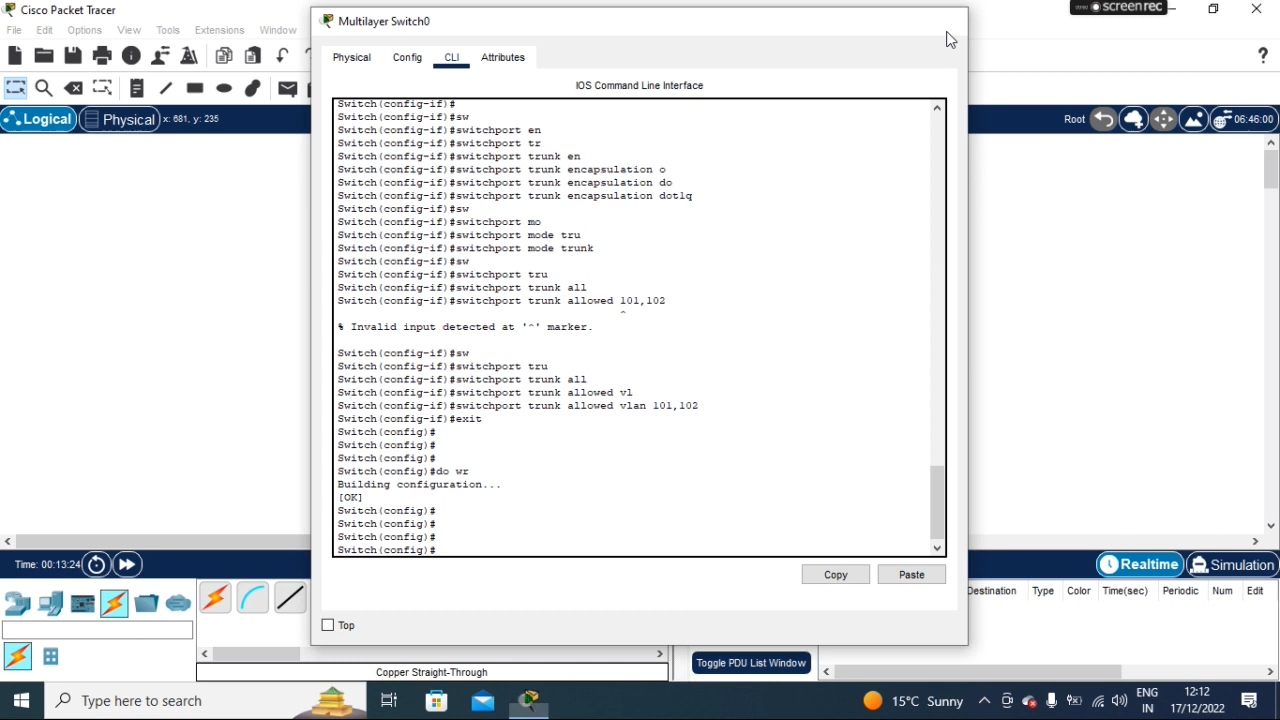 Cisco Packet Tracer
Multilayer Switch0
screen rec
File Edit Options View Tools Extensions Window
Physical Config CLI Attributes
IOS Command Line Interface
Switch(config-if)#
Switch(config-if)#sw
Switch(config-if)#switchport en
Switch(config-if)#switchport tr
Switch(config-if)#switchport trunk en
Switch(config-if)#switchport trunk encapsulation o
Switch(config-if)#switchport trunk encapsulation do
Switch(config-if)#switchport trunk encapsulation dot1q
Switch(config-if)#sw
Switch(config-if)#switchport mo
Switch(config-if)#switchport mode tru
Switch(config-if)#switchport mode trunk
Switch(config-if)#sw
Switch(config-if)#switchport tru
Switch(config-if)#switchport trunk all
Switch(config-if)#switchport trunk allowed 101,102
^
% Invalid input detected at '^' marker.
Switch(config-if)#sw
Switch(config-if)#switchport tru
Switch(config-if)#switchport trunk all
Switch(config-if)#switchport trunk allowed vl
Switch(config-if)#switchport trunk allowed vlan 101,102
Switch(config-if)#exit
Switch(config)#
Switch(config)#
Switch(config)#
Switch(config)#do wr
Building configuration...
[OK]
Switch(config)#
Switch(config)#
Switch(config)#
Switch(config)#
Copy Paste
Top
Logical Physical x: 681, y: 235
Root 06:46:00
Time: 00:13:24
Realtime Simulation
Destination Type Color Time(sec) Periodic Num Edit
Toggle PDU List Window
Copper Straight-Through
Type here to search
15°C Sunny
ENG
IN
12:12
17/12/2022